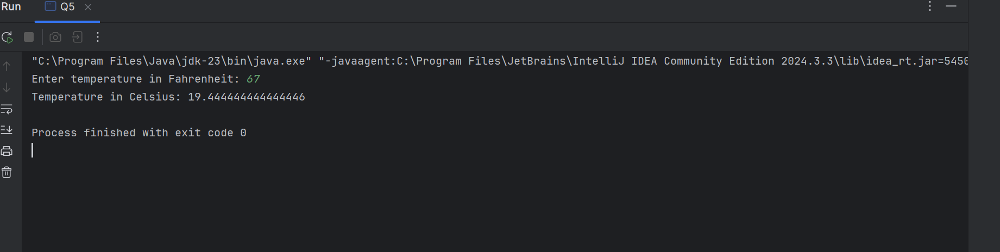 Run Q5
"C:\Program Files\Java\jdk-23\bin\java.exe" "-javaagent:C:\Program Files\JetBrains\IntelliJ IDEA Community Edition 2024.3.3\lib\idea_rt.jar=5450
Enter temperature in Fahrenheit: 67
Temperature in Celsius: 19.444444444444446
Process finished with exit code 0